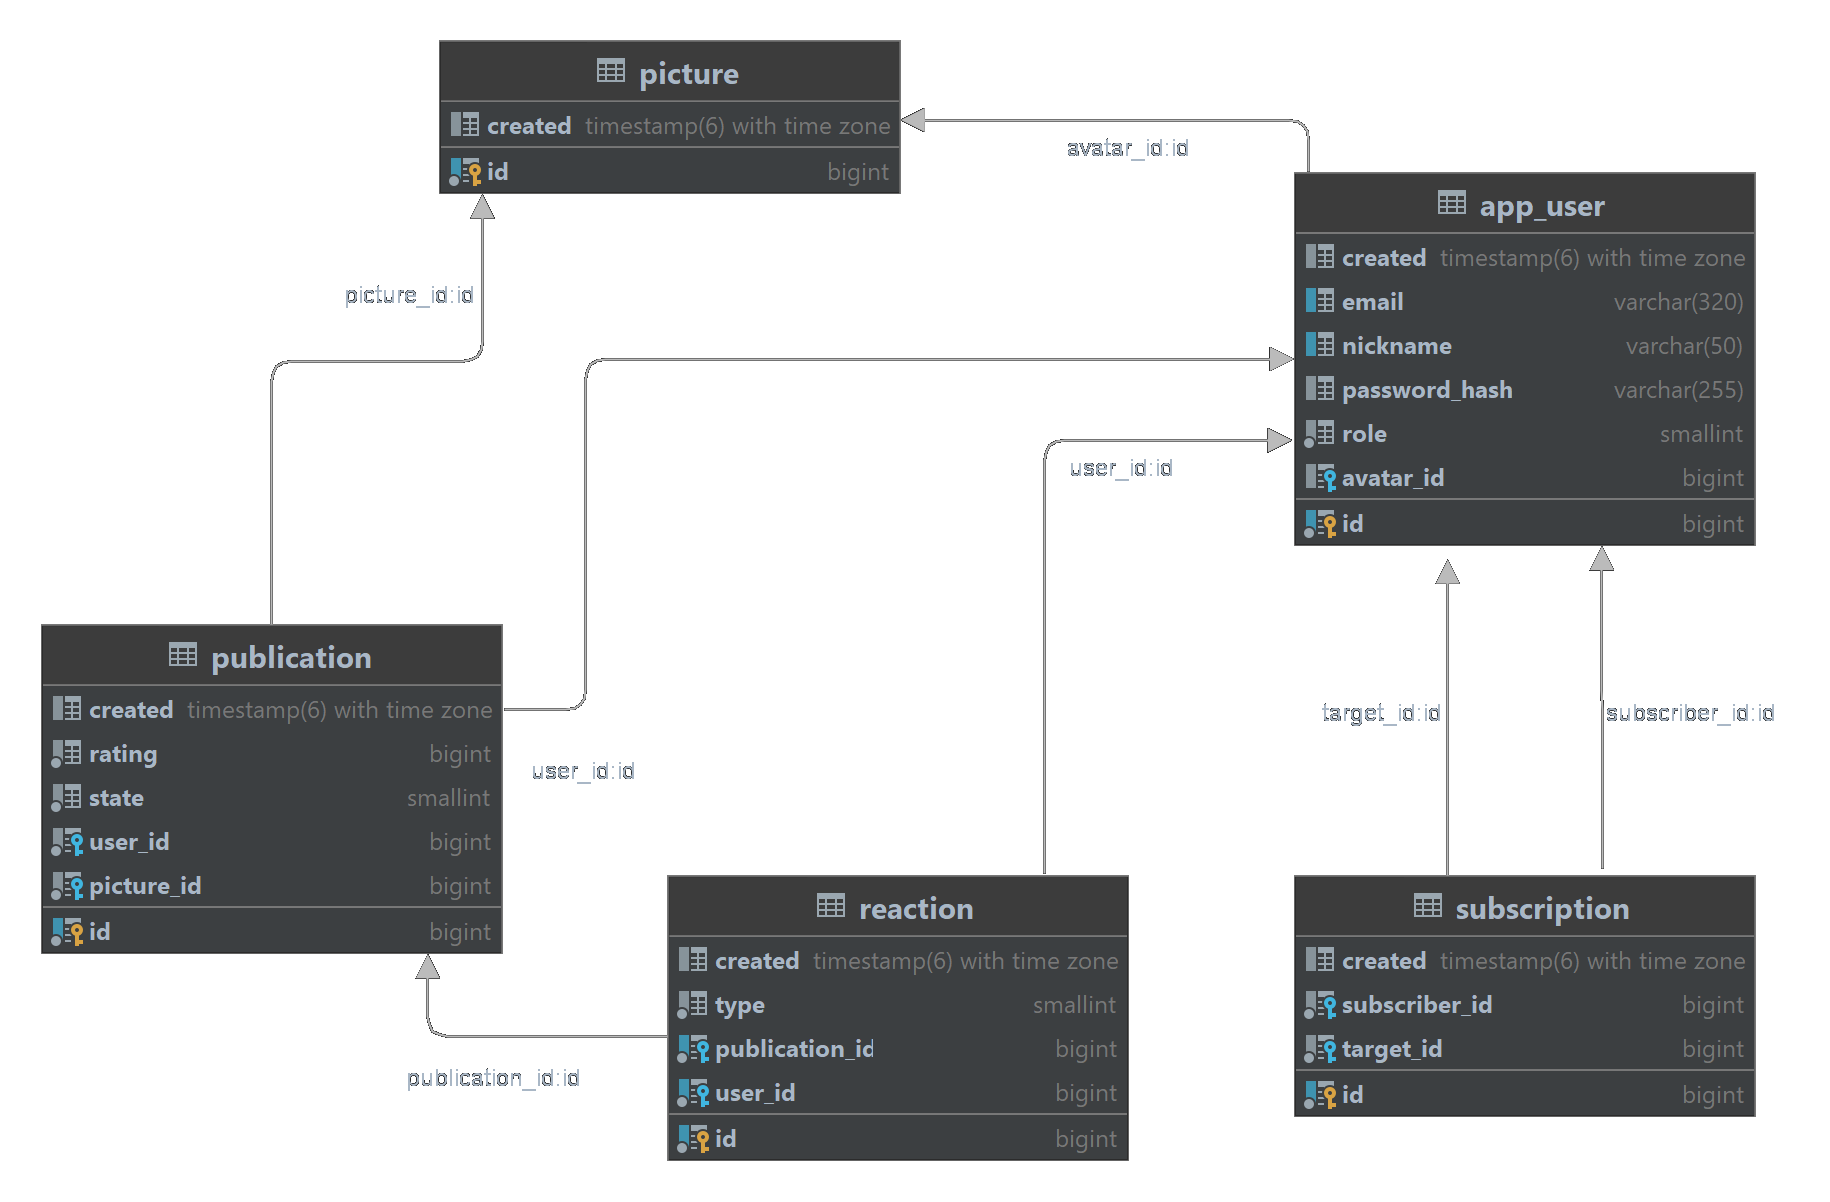 picture
created timestamp(6) with time zone
id bigint
avatar_id:id
app_user
created timestamp(6) with time zone
email varchar(320)
nickname varchar(50)
password_hash varchar(255)
role smallint
avatar_id bigint
id bigint
picture_id:id
user_id:id
publication
created timestamp(6) with time zone
rating bigint
state smallint
user_id bigint
picture_id bigint
id bigint
user_id:id
target_id:id
subscriber_id:id
reaction
created timestamp(6) with time zone
type smallint
publication_id bigint
user_id bigint
id bigint
publication_id:id
subscription
created timestamp(6) with time zone
subscriber_id bigint
target_id bigint
id bigint